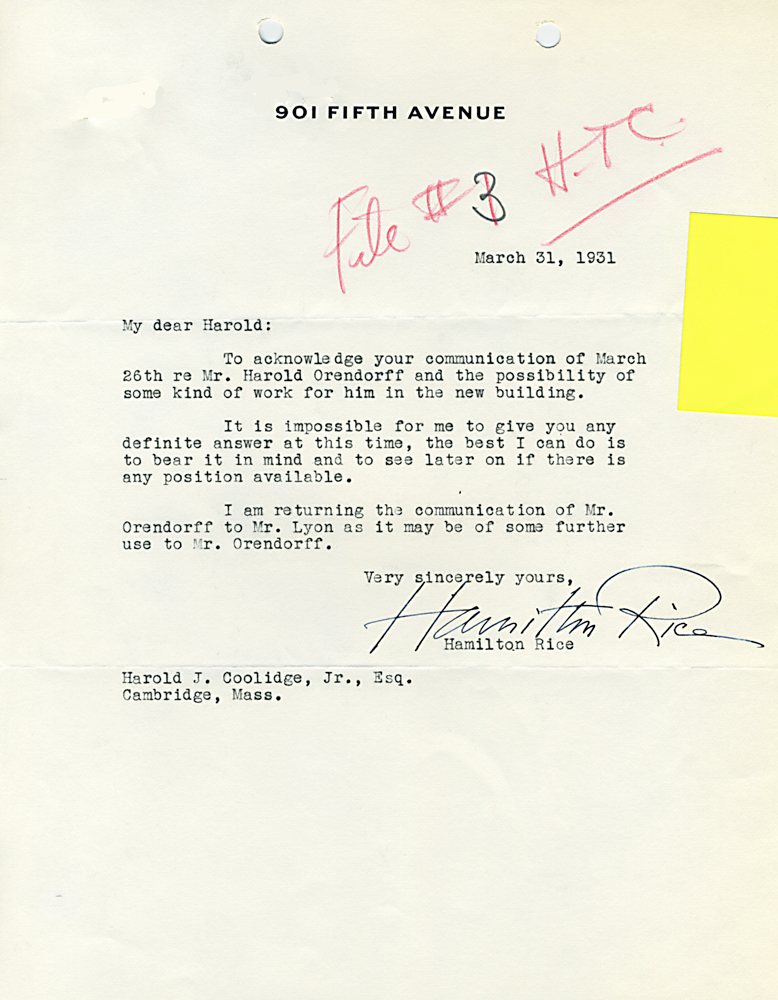 901 FIFTH AVENUE
File # 3 H.T.C.
March 31, 1931
My dear Harold:
To acknowledge your communication of March
26th re Mr. Harold Orendorff and the possibility of
some kind of work for him in the new building.
It is impossible for me to give you any
definite answer at this time, the best I can do is
to bear it in mind and to see later on if there is
any position available.
I am returning the communication of Mr.
Orendorff to Mr. Lyon as it may be of some further
use to Mr. Orendorff.
Very sincerely yours,
Hamilton Rice
Hamilton Rice
Harold J. Coolidge, Jr., Esq.
Cambridge, Mass.